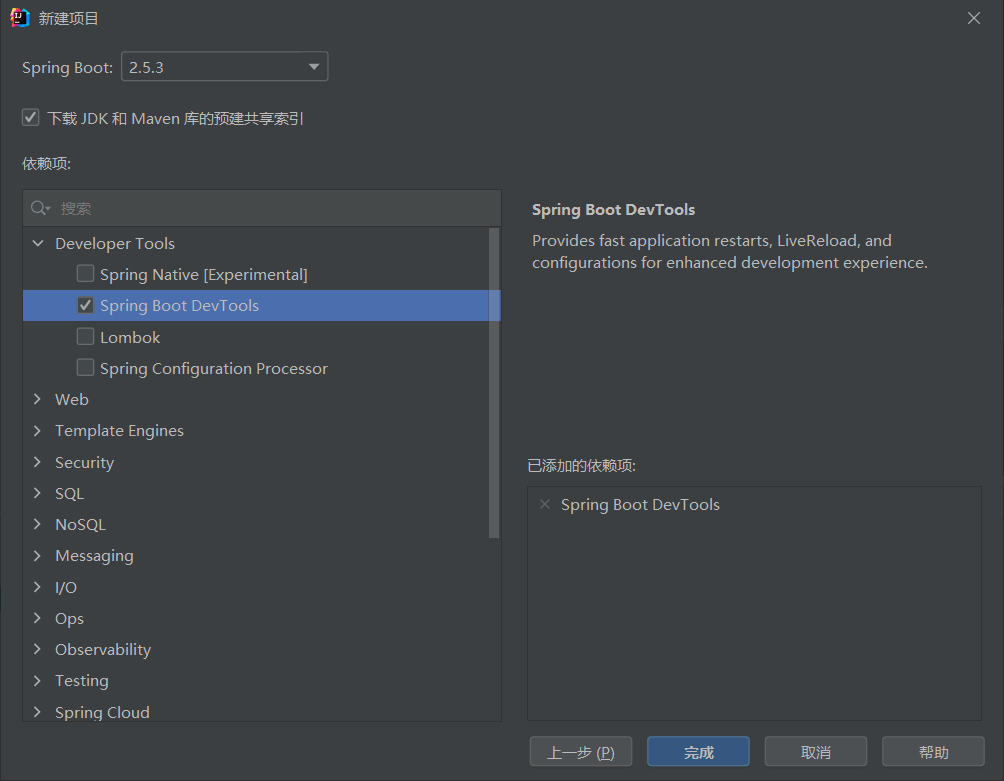 新建项目
Spring Boot: 2.5.3
下载 JDK 和 Maven 库的预建共享索引
依赖项:
搜索
Developer Tools
Spring Native [Experimental]
Spring Boot DevTools
Lombok
Spring Configuration Processor
Web
Template Engines
Security
SQL
NoSQL
Messaging
I/O
Ops
Observability
Testing
Spring Cloud
Spring Boot DevTools
Provides fast application restarts, LiveReload, and
configurations for enhanced development experience.
已添加的依赖项:
Spring Boot DevTools
上一步 (P) 完成 取消 帮助